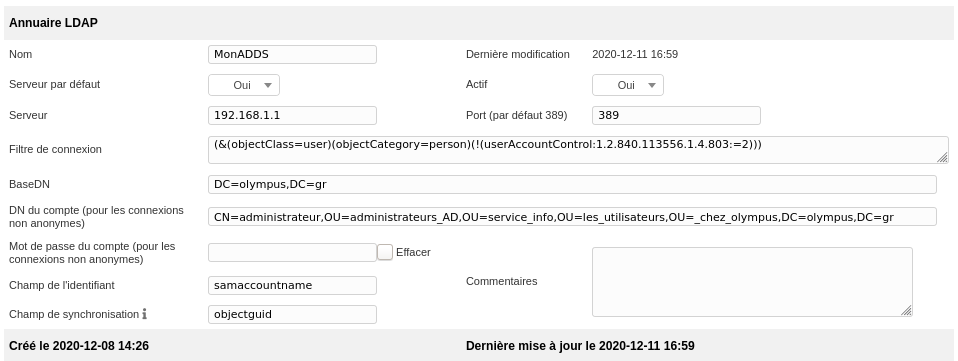 Annuaire LDAP
Nom MonADDS Dernière modification 2020-12-11 16:59
Serveur par défaut Oui Actif Oui
Serveur 192.168.1.1 Port (par défaut 389) 389
Filtre de connexion (&(objectClass=user)(objectCategory=person)(!(userAccountControl:1.2.840.113556.1.4.803:=2)))
BaseDN DC=olympus,DC=gr
DN du compte (pour les connexions
non anonymes) CN=administrateur,OU=administrateurs_AD,OU=service_info,OU=les_utilisateurs,OU=_chez_olympus,DC=olympus,DC=gr
Mot de passe du compte (pour les
connexions non anonymes) Effacer
Champ de l'identifiant samaccountname Commentaires
Champ de synchronisation objectguid
Créé le 2020-12-08 14:26 Dernière mise à jour le 2020-12-11 16:59